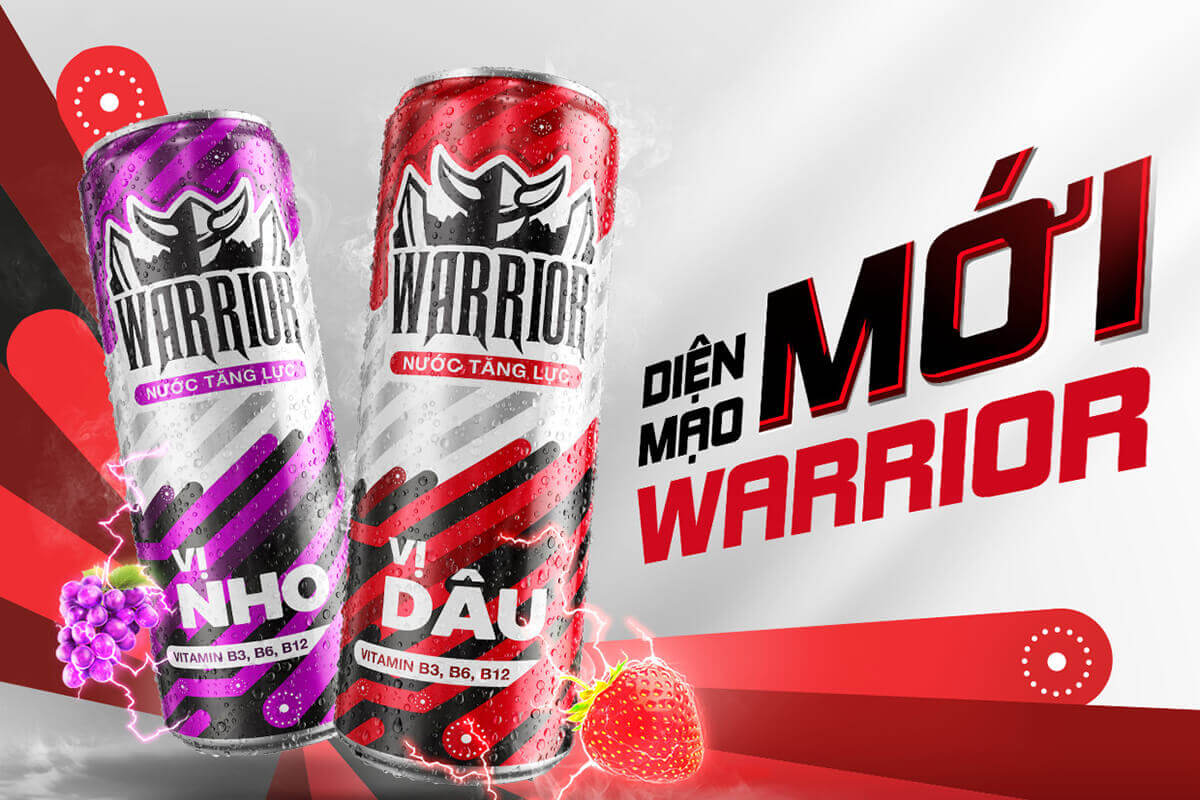 WARRIOR
NƯỚC TĂNG LỰC
VỊ
NHO
VITAMIN B3, B6, B12
WARRIOR
NƯỚC TĂNG LỰC
VỊ
DÂU
VITAMIN B3, B6, B12
DIỆN
MẠO
MỚI
WARRIOR